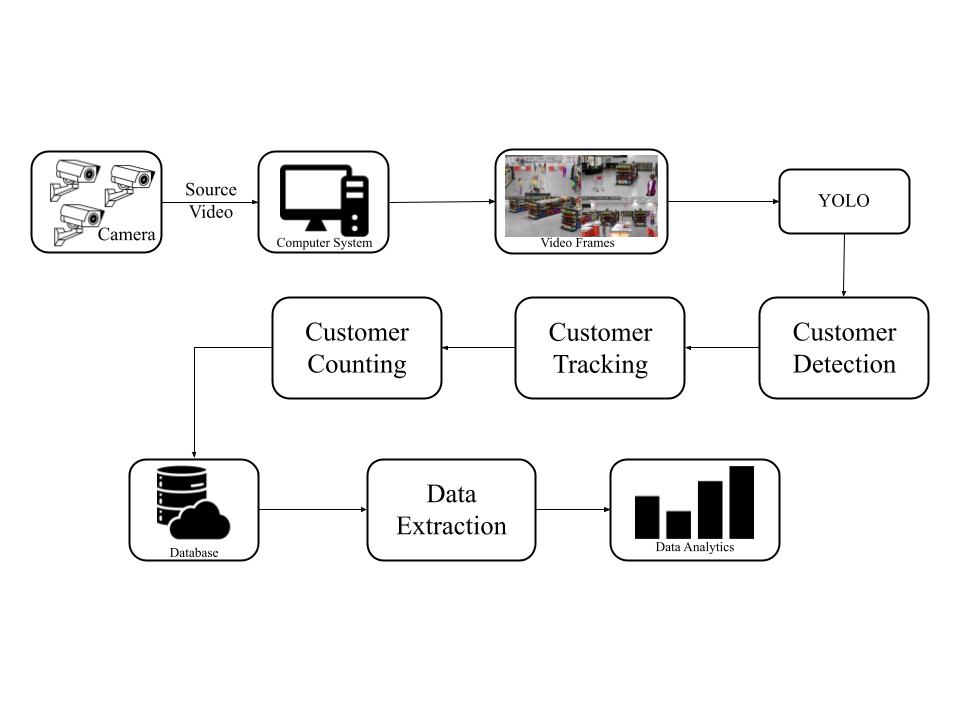 Camera
Source
Video
Computer System
Video Frames
YOLO
Customer
Detection
Customer
Tracking
Customer
Counting
Database
Data
Extraction
Data Analytics